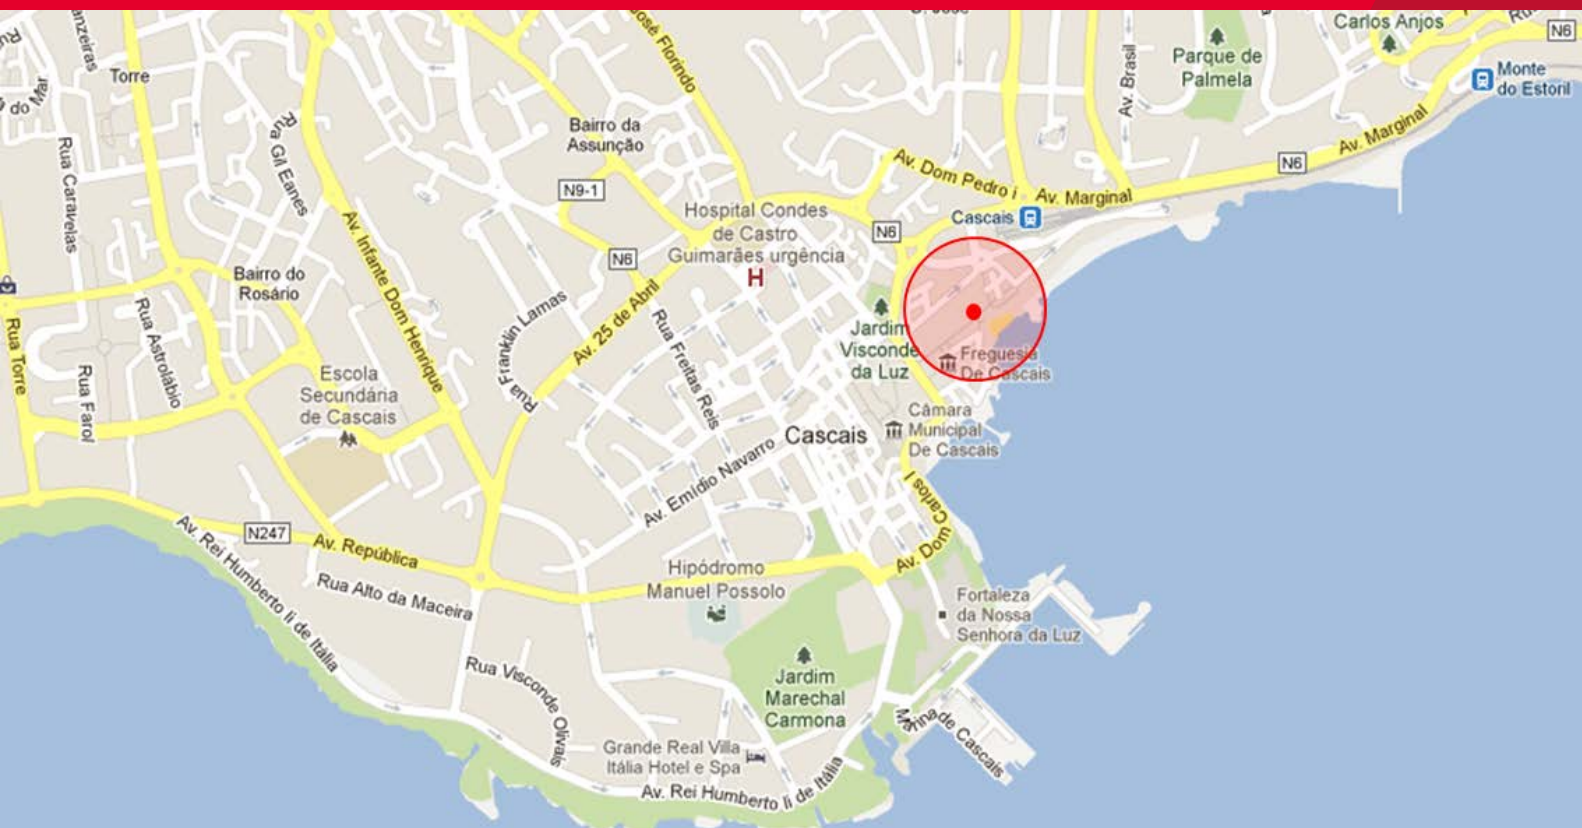 Carlos Anjos
N6
Parque de
Palmela
Av. Brasil
Monte
do Estoril
Torre
José Florindo
do Mar
Bairro da
Assunção
Rua Gil Eanes
Rua Caravelas
Av. Marginal
N6
Av. Dom Pedro i
Av. Marginal
N9-1
Cascais
Hospital Condes
de Castro
Guimarães urgência
H
N6
N6
Av. Infante Dom Henrique
Bairro do
Rosário
Rua Franklin Lamas
Av. 25 de Abril
Rua Torre
Rua Astrolábio
Rua Farol
Rua Freitas Reis
Jardim
Visconde
da Luz
Freguesia
De Cascais
Escola
Secundária
de Cascais
Câmara
Municipal
De Cascais
Cascais
Av. Emídio Navarro
Av. Dom Carlos I
N247
Av. República
Av. Rei Humberto Ii de Itália
Rua Alto da Maceira
Hipódromo
Manuel Possolo
Fortaleza
da Nossa
Senhora da Luz
Rua Visconde Olivais
Jardim
Marechal
Carmona
Marina de Cascais
Grande Real Villa
Itália Hotel e Spa
Av. Rei Humberto Ii de Itália